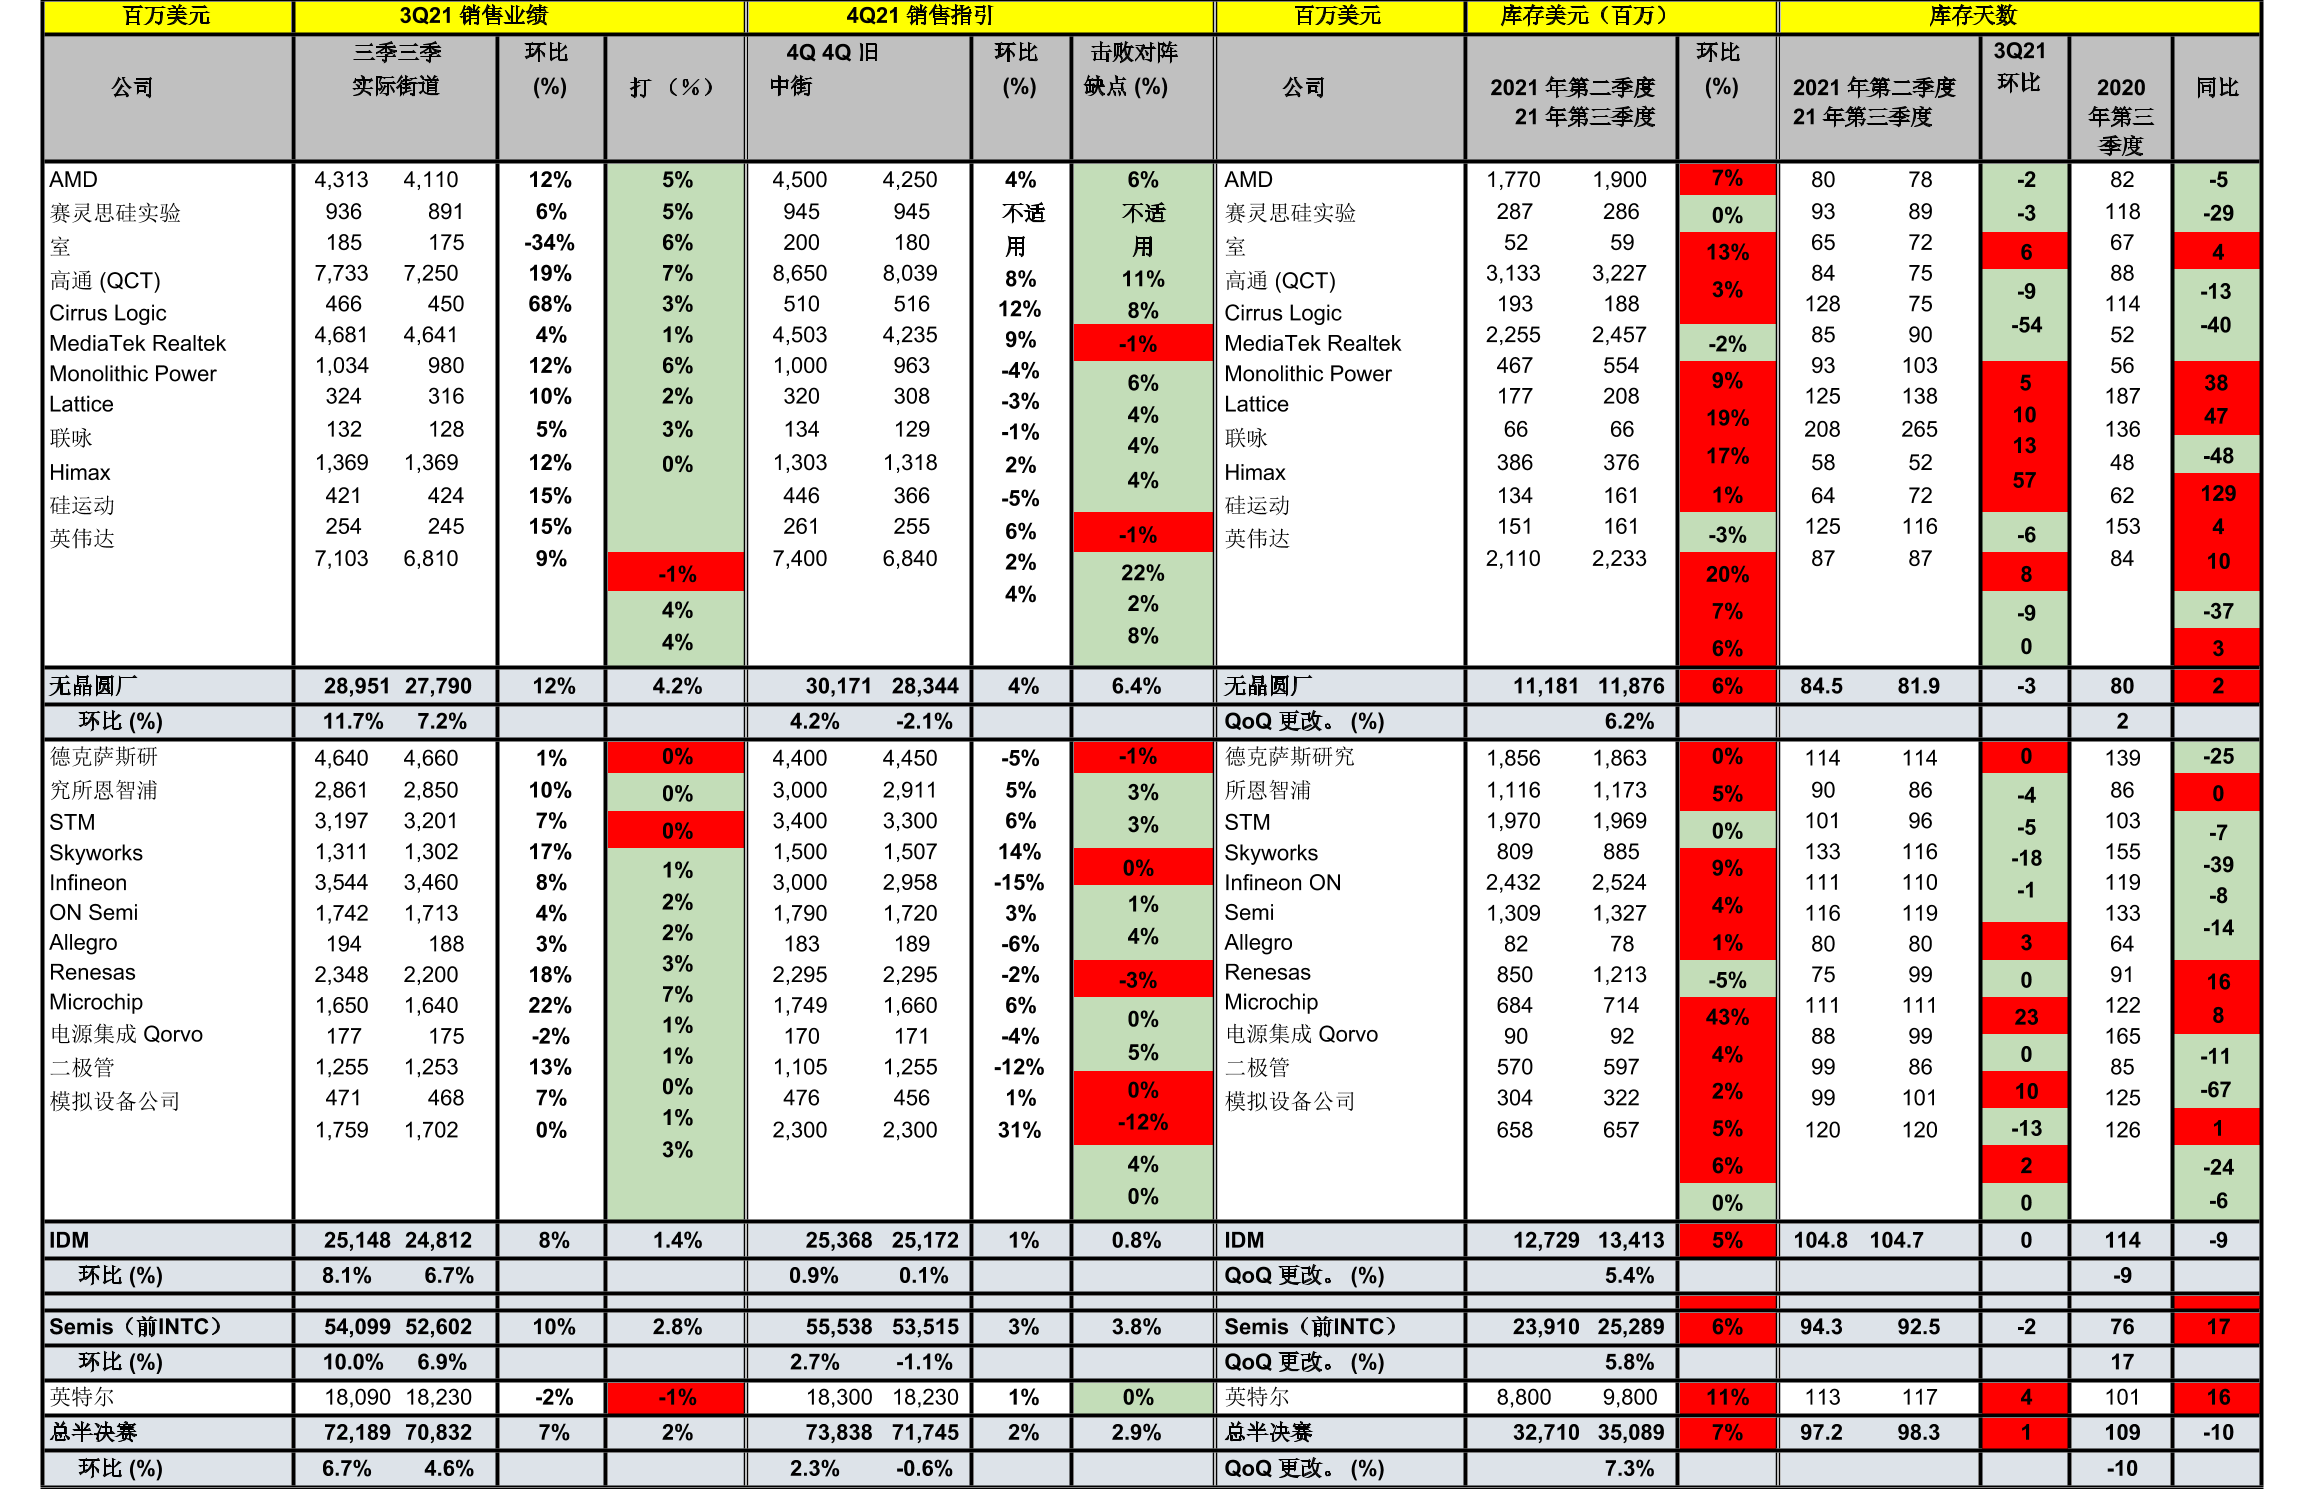 百万美元 3Q21 销售业绩 4Q21 销售指引 百万美元 库存美元（百万） 库存天数
三季三季 环比 4Q 4Q 旧 环比 击败对阵 环比 3Q21
公司 实际街道 (%) 打 （%） 中街 (%) 缺点 (%) 公司 2021 年第二季度 (%) 2021 年第二季度 环比 2020 同比
21 年第三季度 21 年第三季度 年第三
季度
AMD 4,313 4,110 12% 5% 4,500 4,250 4% 6% AMD 1,770 1,900 7% 80 78 -2 82 -5
赛灵思硅实验 936 891 6% 5% 945 945 不适 不适 赛灵思硅实验 287 286 0% 93 89 -3 118 -29
室 185 175 -34% 6% 200 180 用 用 室 52 59 13% 65 72 6 67 4
高通 (QCT) 7,733 7,250 19% 7% 8,650 8,039 8% 11% 高通 (QCT) 3,133 3,227 3% 84 75 -9 88 -13
Cirrus Logic 466 450 68% 3% 510 516 12% 8% Cirrus Logic 193 188 128 75 -54 114 -40
MediaTek Realtek 4,681 4,641 4% 1% 4,503 4,235 9% -1% MediaTek Realtek 2,255 2,457 -2% 85 90 52
Monolithic Power 1,034 980 12% 6% 1,000 963 -4% 6% Monolithic Power 467 554 9% 93 103 5 56 38
Lattice 324 316 10% 2% 320 308 -3% 4% Lattice 177 208 19% 125 138 10 187 47
联咏 132 128 5% 3% 134 129 -1% 4% 联咏 66 66 17% 208 265 13 136 -48
Himax 1,369 1,369 12% 0% 1,303 1,318 2% 4% Himax 386 376 58 52 57 48
硅运动 421 424 15% 446 366 -5% 硅运动 134 161 1% 64 72 62 129
英伟达 254 245 15% 261 255 6% -1% 英伟达 151 161 -3% 125 116 -6 153 4
7,103 6,810 9% -1% 7,400 6,840 2% 22% 2,110 2,233 20% 87 87 8 84 10
4% 4% 2% 7% -9 -37
4% 8% 6% 0 3
无晶圆厂 28,951 27,790 12% 4.2% 30,171 28,344 4% 6.4% 无晶圆厂 11,181 11,876 6% 84.5 81.9 -3 80 2
环比 (%) 11.7% 7.2% 4.2% -2.1% QoQ 更改。 (%) 6.2% 2
德克萨斯研 4,640 4,660 1% 0% 4,400 4,450 -5% -1% 德克萨斯研究 1,856 1,863 0% 114 114 0 139 -25
究所恩智浦 2,861 2,850 10% 0% 3,000 2,911 5% 3% 所恩智浦 1,116 1,173 5% 90 86 -4 86 0
STM 3,197 3,201 7% 0% 3,400 3,300 6% 3% STM 1,970 1,969 0% 101 96 -5 103 -7
Skyworks 1,311 1,302 17% 1% 1,500 1,507 14% 0% Skyworks 809 885 9% 133 116 -18 155 -39
Infineon 3,544 3,460 8% 2% 3,000 2,958 -15% 1% Infineon ON 2,432 2,524 4% 111 110 -1 119 -8
ON Semi 1,742 1,713 4% 2% 1,790 1,720 3% 4% Semi 1,309 1,327 116 119 133 -14
Allegro 194 188 3% 3% 183 189 -6% Allegro 82 78 1% 80 80 3 64
Renesas 2,348 2,200 18% 7% 2,295 2,295 -2% -3% Renesas 850 1,213 -5% 75 99 0 91 16
Microchip 1,650 1,640 22% 1% 1,749 1,660 6% 0% Microchip 684 714 43% 111 111 23 122 8
电源集成 Qorvo 177 175 -2% 1% 170 171 -4% 5% 电源集成 Qorvo 90 92 4% 88 99 0 165 -11
二极管 1,255 1,253 13% 0% 1,105 1,255 -12% 0% 二极管 570 597 2% 99 86 10 85 -67
模拟设备公司 471 468 7% 1% 476 456 1% -12% 模拟设备公司 304 322 99 101 125
1,759 1,702 0% 3% 2,300 2,300 31% 658 657 5% 120 120 -13 126 1
4% 6% 2 -24
0% 0% 0 -6
IDM 25,148 24,812 8% 1.4% 25,368 25,172 1% 0.8% IDM 12,729 13,413 5% 104.8 104.7 0 114 -9
环比 (%) 8.1% 6.7% 0.9% 0.1% QoQ 更改。 (%) 5.4% -9
Semis（前INTC） 54,099 52,602 10% 2.8% 55,538 53,515 3% 3.8% Semis（前INTC） 23,910 25,289 6% 94.3 92.5 -2 76 17
环比 (%) 10.0% 6.9% 2.7% -1.1% QoQ 更改。 (%) 5.8% 17
英特尔 18,090 18,230 -2% -1% 18,300 18,230 1% 0% 英特尔 8,800 9,800 11% 113 117 4 101 16
总半决赛 72,189 70,832 7% 2% 73,838 71,745 2% 2.9% 总半决赛 32,710 35,089 7% 97.2 98.3 1 109 -10
环比 (%) 6.7% 4.6% 2.3% -0.6% QoQ 更改。 (%) 7.3% -10